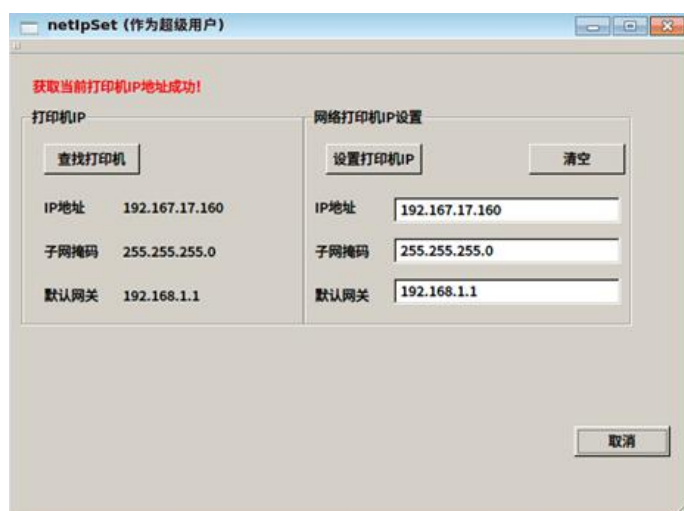 netIpSet (作为超级用户)
获取当前打印机IP地址成功!
打印机IP
查找打印机
IP地址 192.167.17.160
子网掩码 255.255.255.0
默认网关 192.168.1.1
网络打印机IP设置
设置打印机IP 清空
IP地址 192.167.17.160
子网掩码 255.255.255.0
默认网关 192.168.1.1
取消